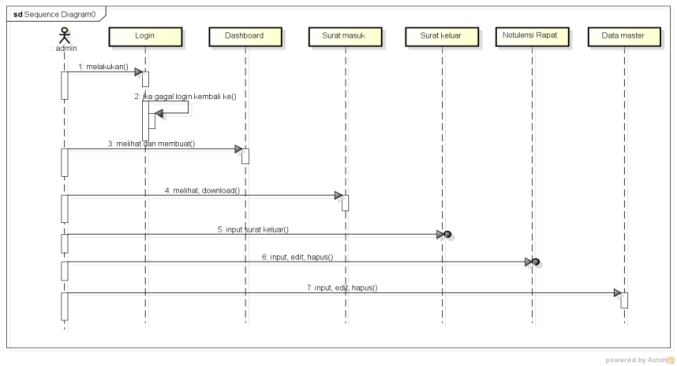 sd Sequence Diagram0
: admin
Login
Dashboard
Surat masuk
Surat keluar
Notulensi Rapat
Data master
1: melakukan()
2: jika gagal login kembali ke()
3: melihat dan membuat()
4: melihat, download()
5: input surat keluar()
6: input, edit, hapus()
7: input, edit, hapus()
powered by Astah